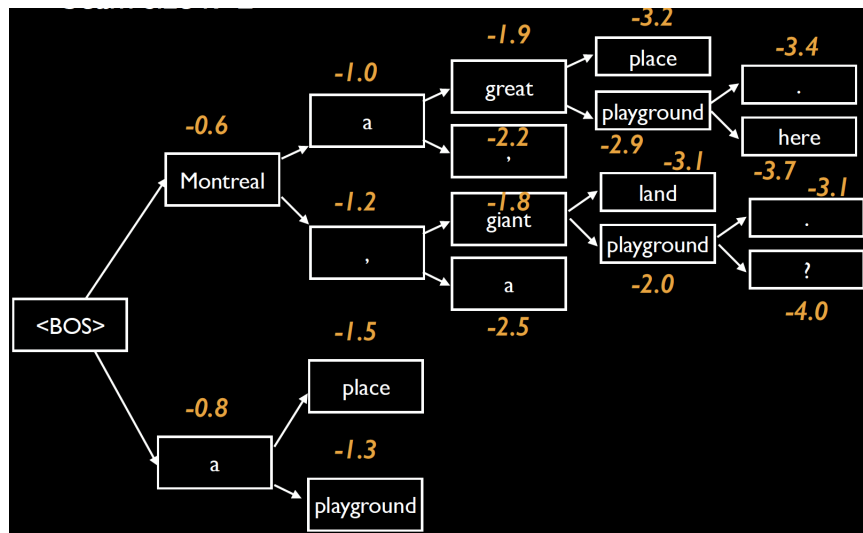 -3.2
-1.9
-3.4
place
-1.0
.
great
-0.6
playground
a
here
-2.2
-2.9
,
-3.1
Montreal
-3.7
-3.1
-1.2
land
-1.8
giant
.
playground
,
?
a
-2.0
-4.0
<BOS>
-2.5
-1.5
place
-0.8
-1.3
a
playground